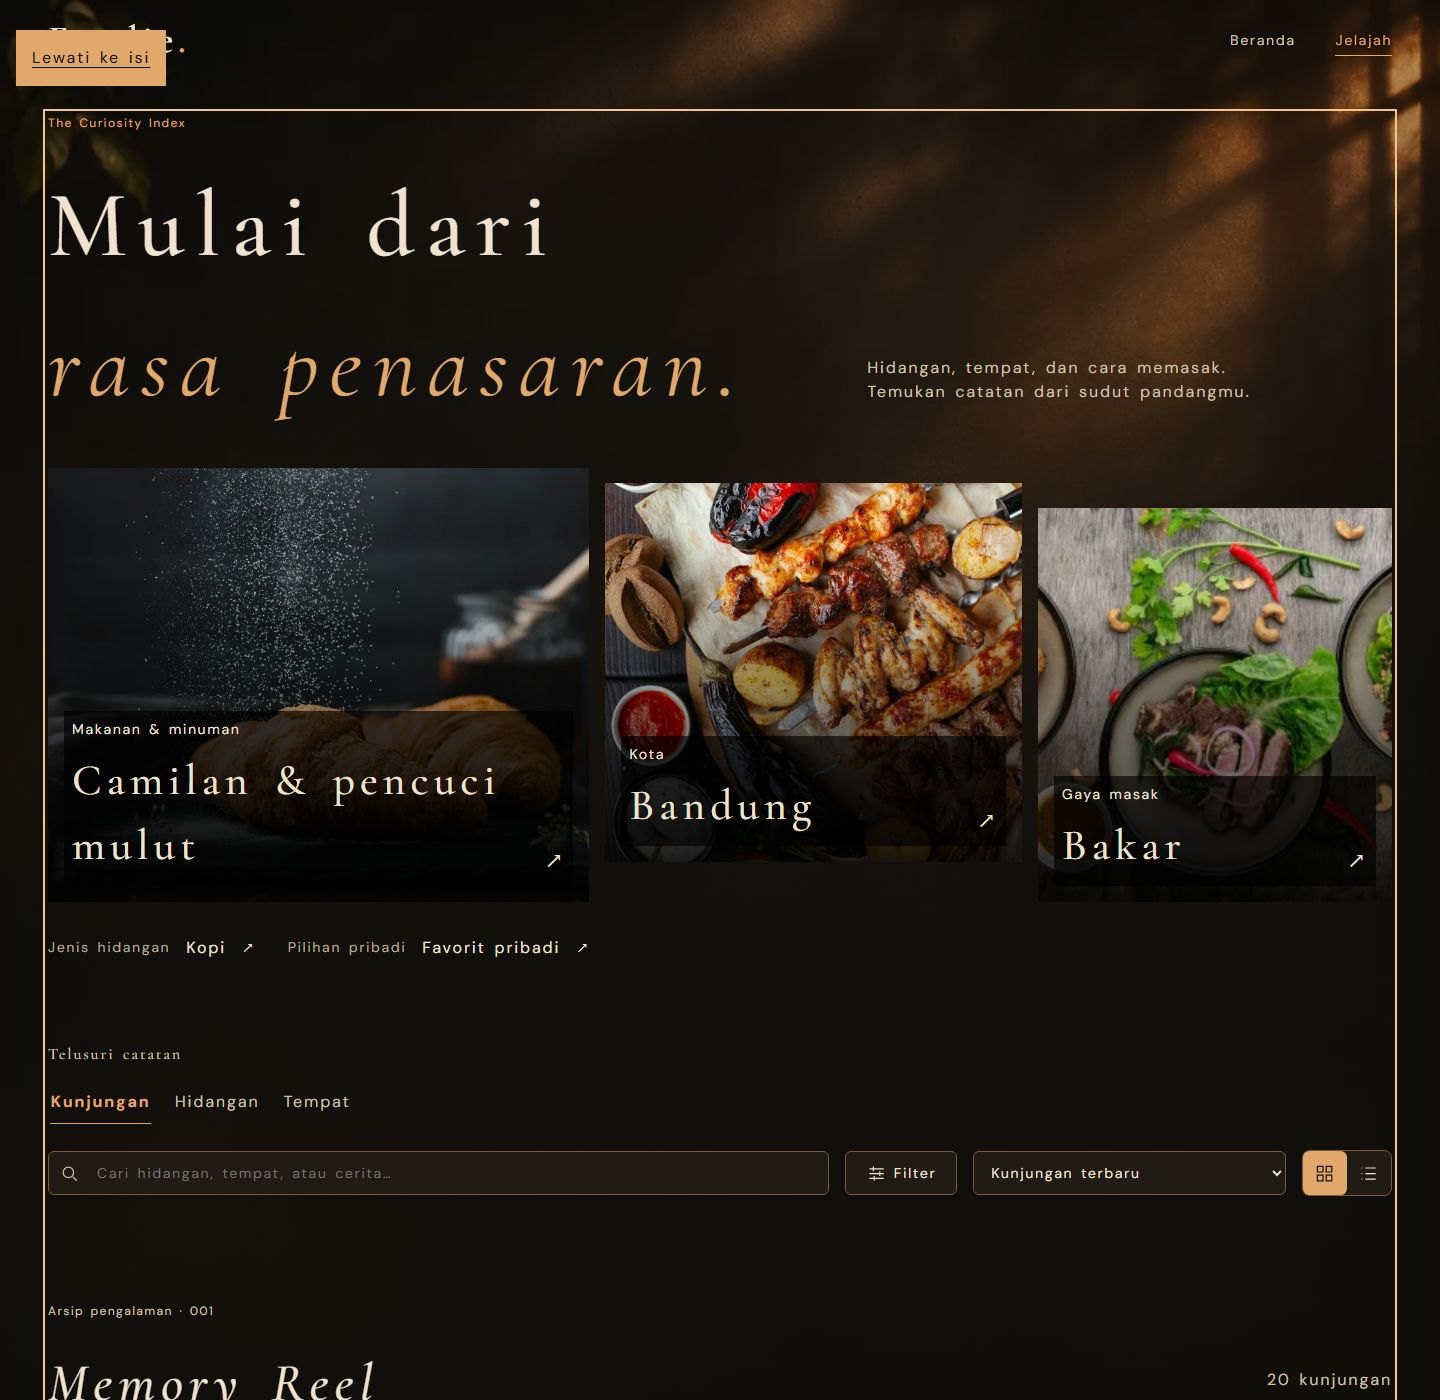 Lewati ke isi
Beranda
Jelajah
The Curiosity Index
Mulai dari
rasa penasaran.
Hidangan, tempat, dan cara memasak.
Temukan catatan dari sudut pandangmu.
Makanan & minuman
Camilan & pencuci
mulut
↗
Kota
Bandung
↗
Gaya masak
Bakar
↗
Jenis hidangan Kopi ↗ Pilihan pribadi Favorit pribadi ↗
Telusuri catatan
Kunjungan Hidangan Tempat
Cari hidangan, tempat, atau cerita…
Filter
Kunjungan terbaru
Arsip pengalaman · 001
Memory Reel
20 kunjungan